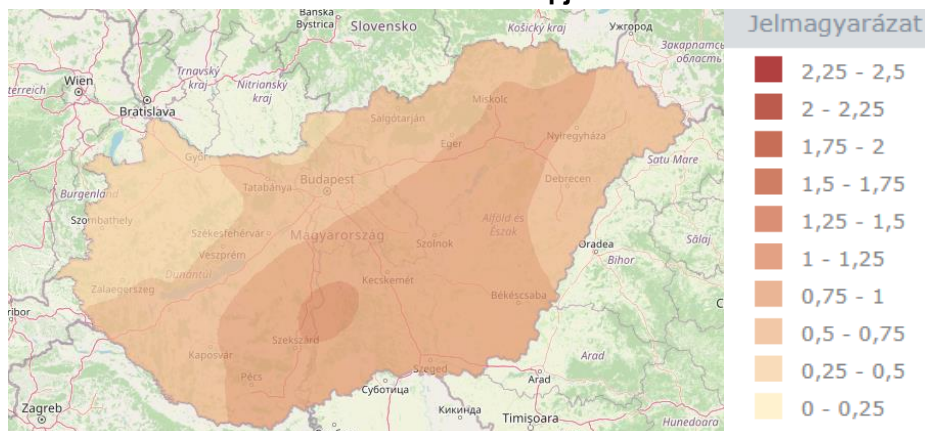 Banská
Bystrica
Slovensko
Košický kraj
Ужгород
Закарпатсь
область
Wien
terreich
Trnavský
kraj
Nitriansky
kraj
Bratislava
Miskolc
Salgótarján
Nyíregyháza
Eger
Győr
Satu Mare
Budapest
Tatabánya
Debrecen
Burgenland
Szombathely
Székesfehérvár
Magyarország
Alföld és
Észak
Szolnok
Oradea
Sălaj
Bihor
Veszprém
Dunántúl
Zalaegerszeg
Kecskemét
Békéscsaba
ribor
Szekszárd
Kaposvár
Pécs
Szeged
Arad
Arad
Суботица
Zagreb
Кикинда
Timișoara
Hunedoara
Jelmagyarázat
2,25 - 2,5
2 - 2,25
1,75 - 2
1,5 - 1,75
1,25 - 1,5
1 - 1,25
0,75 - 1
0,5 - 0,75
0,25 - 0,5
0 - 0,25